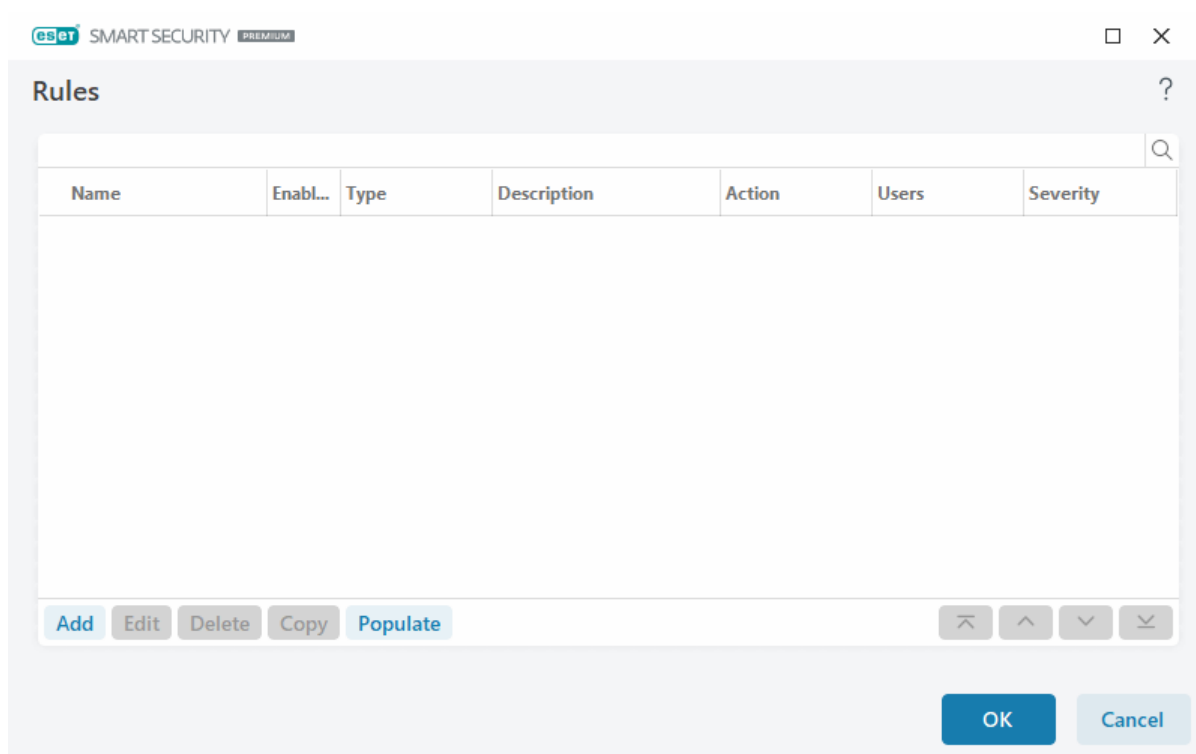 eset SMART SECURITY PREMIUM
Rules ?
Name Enabl... Type Description Action Users Severity
Add Edit Delete Copy Populate
OK Cancel